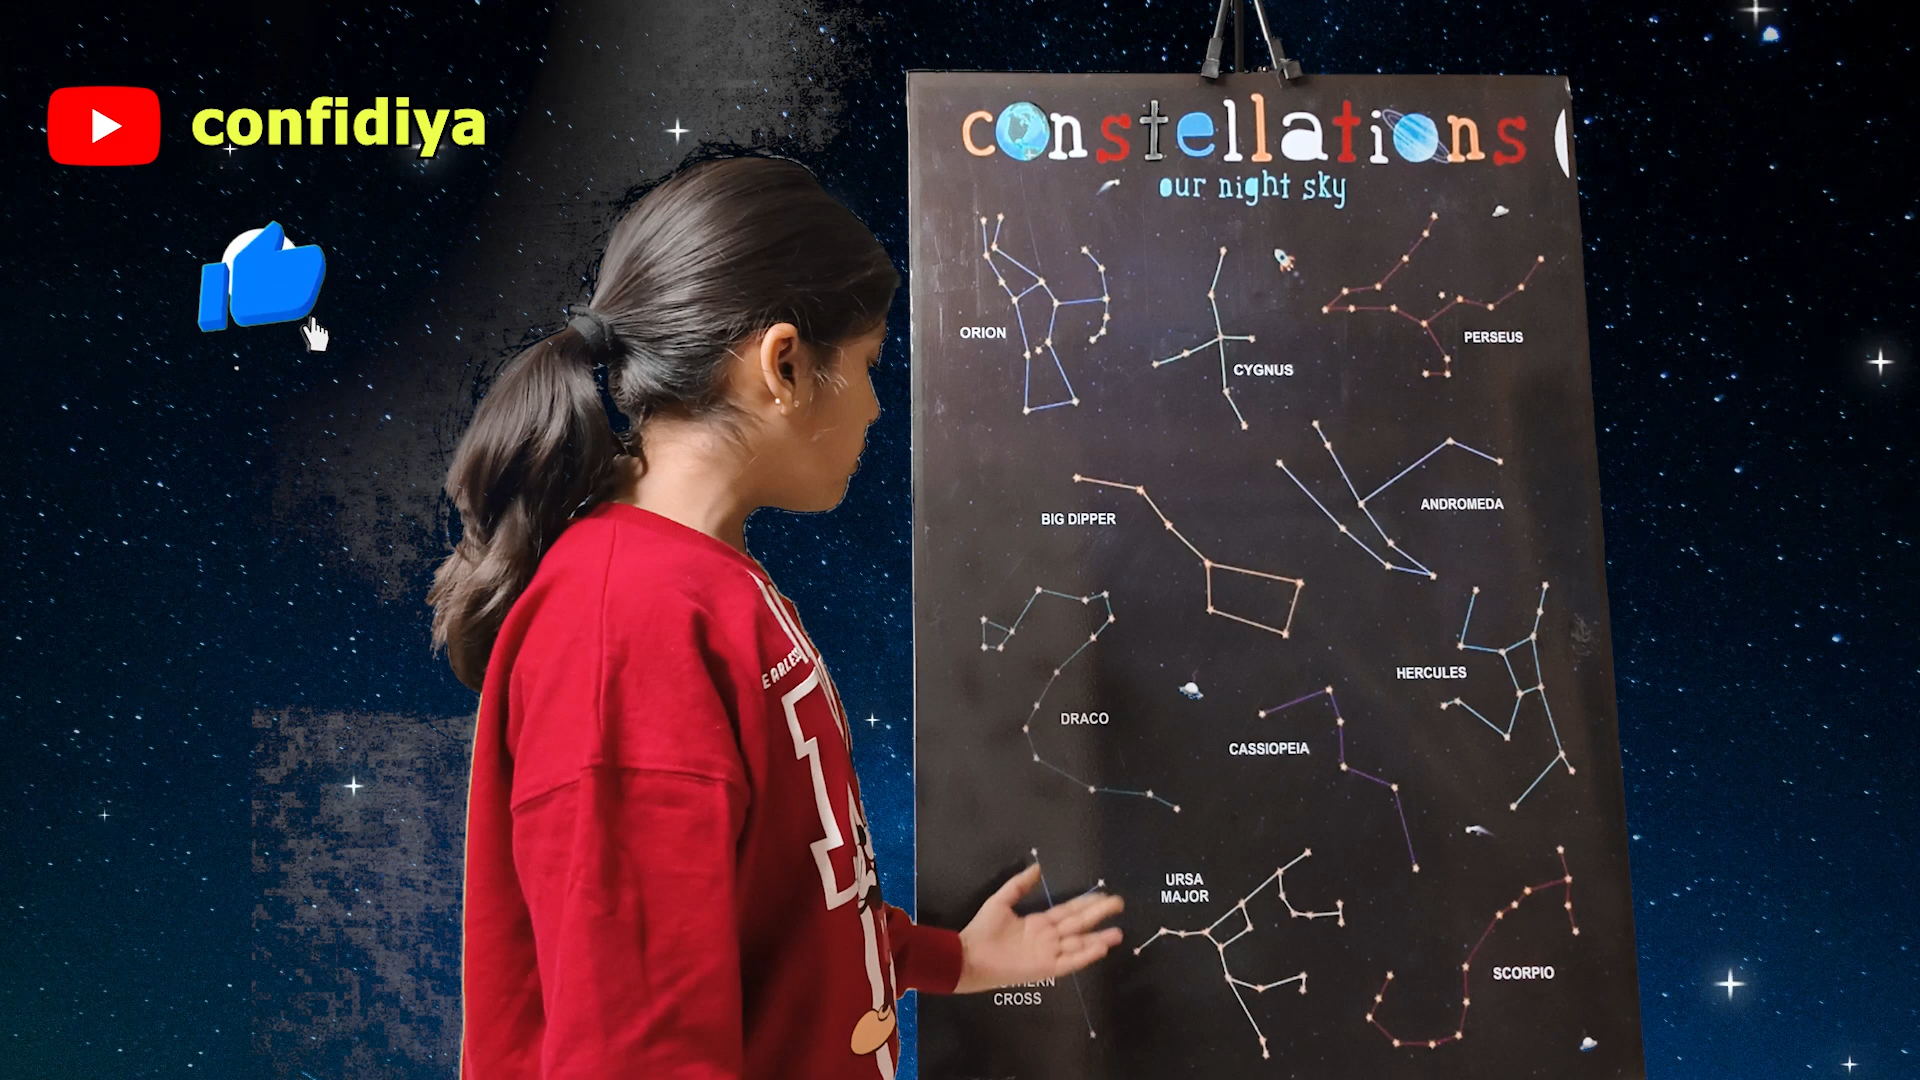 confidiya
constellations
our night sky
ORION
CYGNUS
PERSEUS
BIG DIPPER
ANDROMEDA
DRACO
HERCULES
CASSIOPEIA
URSA
MAJOR
CROSS
SCORPIO